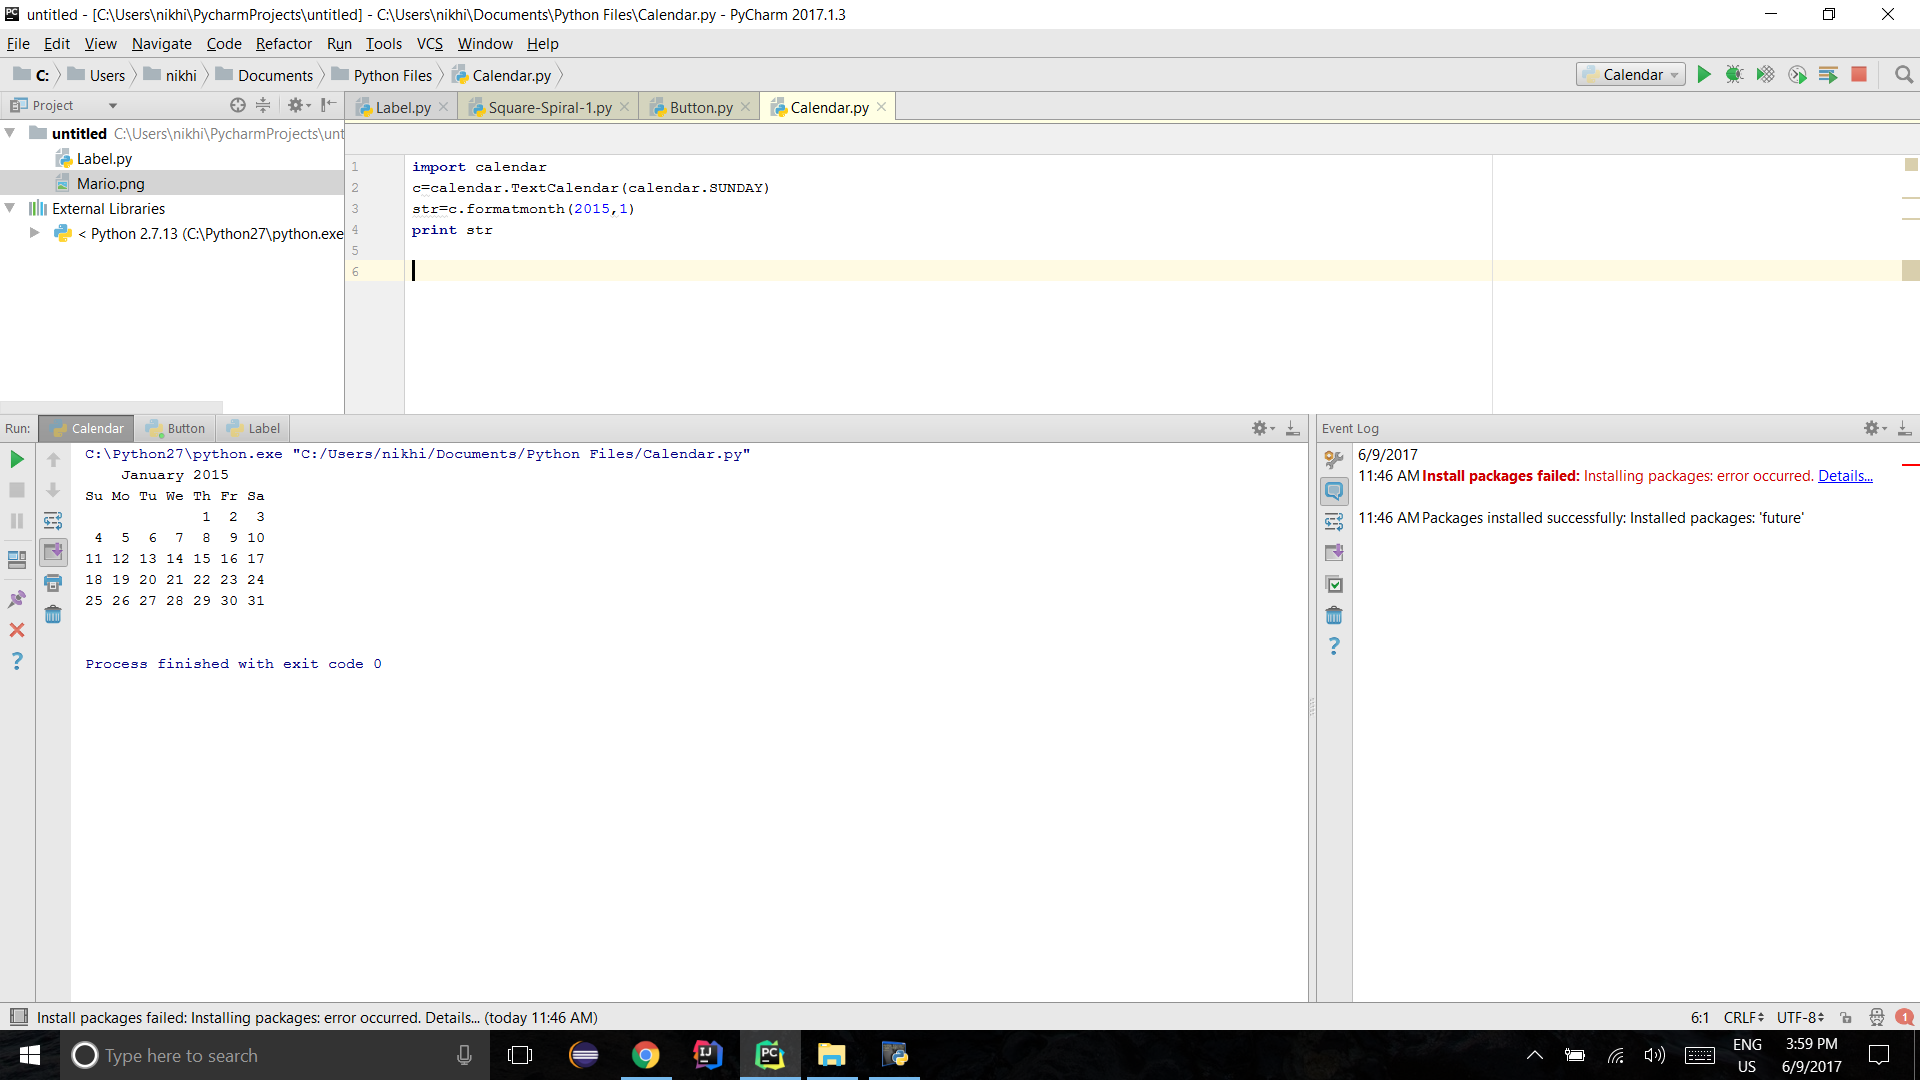 untitled - [C:\Users\nikhi\PycharmProjects\untitled] - C:\Users\nikhi\Documents\Python Files\Calendar.py - PyCharm 2017.1.3
File Edit View Navigate Code Refactor Run Tools VCS Window Help
C: Users nikhi Documents Python Files Calendar.py Calendar
Project Label.py Square-Spiral-1.py Button.py Calendar.py
untitled C:\Users\nikhi\PycharmProjects\unt
Label.py
Mario.png
External Libraries
< Python 2.7.13 (C:\Python27\python.exe
1 import calendar
2 c=calendar.TextCalendar(calendar.SUNDAY)
3 str=c.formatmonth(2015,1)
4 print str
5
6
Run: Calendar Button Label
C:\Python27\python.exe "C:/Users/nikhi/Documents/Python Files/Calendar.py"
January 2015
Su Mo Tu We Th Fr Sa
1 2 3
4 5 6 7 8 9 10
11 12 13 14 15 16 17
18 19 20 21 22 23 24
25 26 27 28 29 30 31
Process finished with exit code 0
Event Log
6/9/2017
11:46 AM Install packages failed: Installing packages: error occurred. Details...
11:46 AM Packages installed successfully: Installed packages: 'future'
Install packages failed: Installing packages: error occurred. Details... (today 11:46 AM)
6:1 CRLF UTF-8 1
Type here to search
ENG
US
3:59 PM
6/9/2017